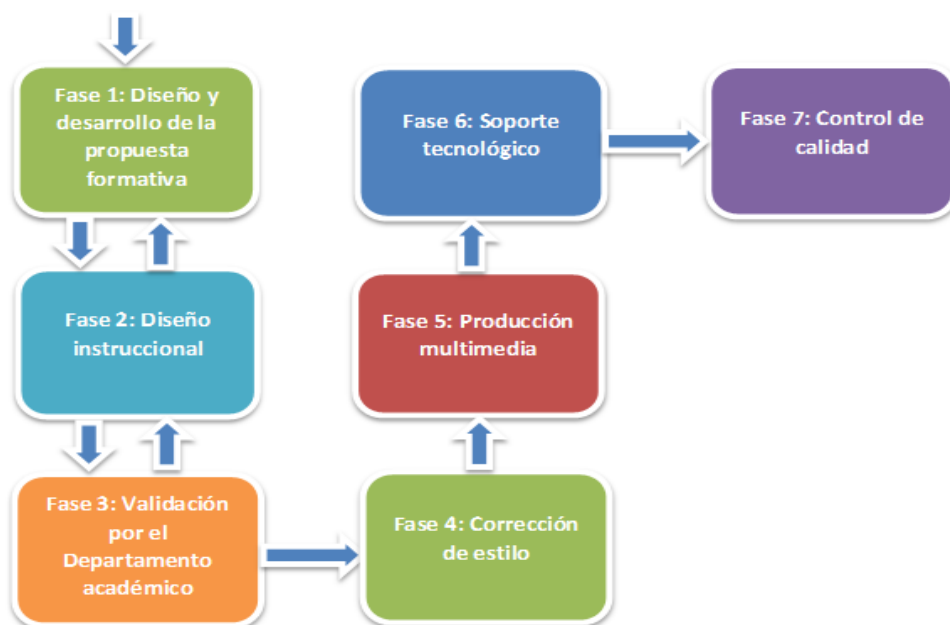 Fase 1: Diseño y
desarrollo de la
propuesta
formativa
Fase 2: Diseño
instruccional
Fase 3: Validación
por el
Departamento
académico
Fase 4: Corrección
de estilo
Fase 5: Producción
multimedia
Fase 6: Soporte
tecnológico
Fase 7: Control de
calidad